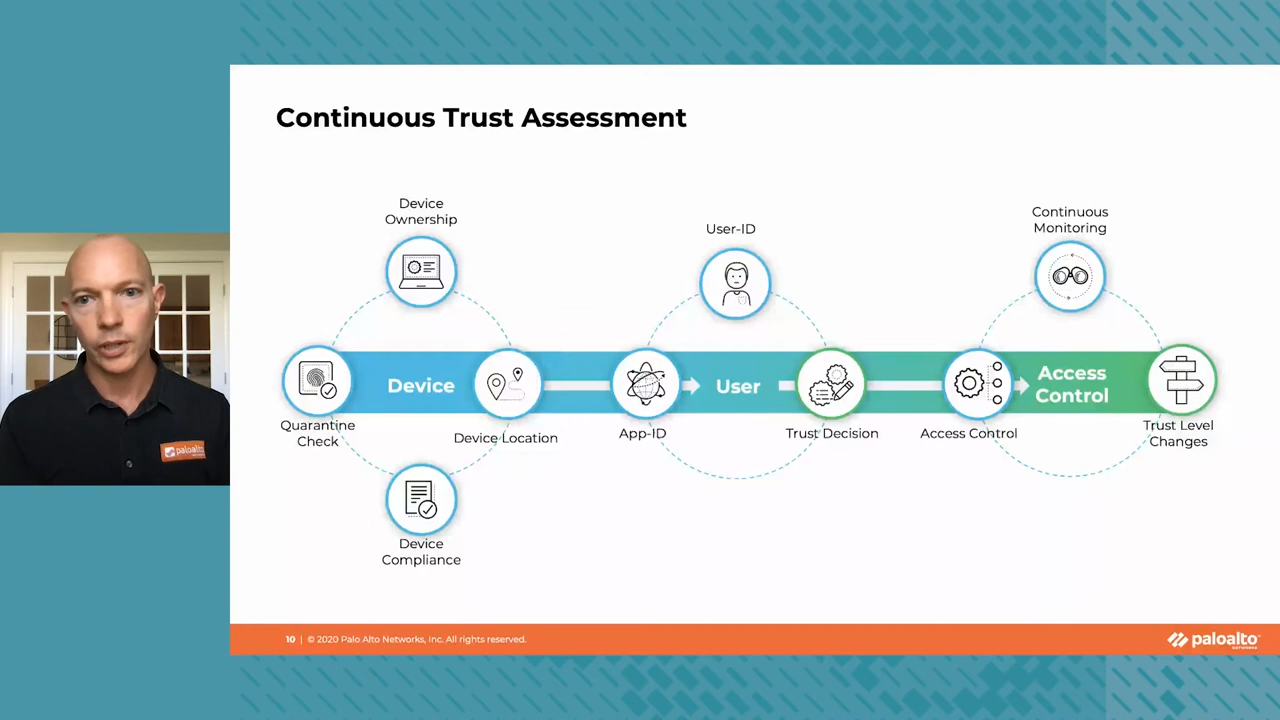 Continuous Trust Assessment
Device
Ownership
User-ID
Continuous
Monitoring
Device
User
Access
Control
Quarantine
Check
Device Location
App-ID
Trust Decision
Access Control
Trust Level
Changes
Device
Compliance
paloalto
10 | © 2020 Palo Alto Networks, Inc. All rights reserved.
paloalto
NETWORKS